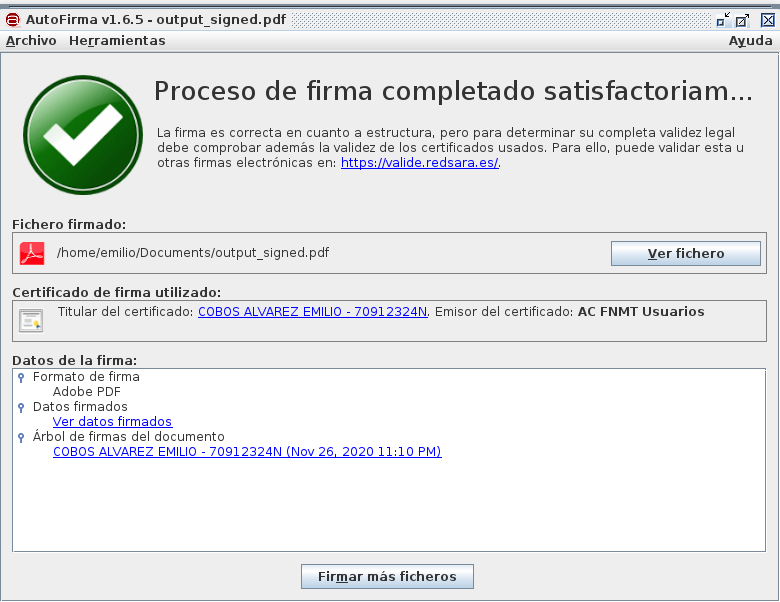 AutoFirma v1.6.5 - output_signed.pdf
Archivo Herramientas Ayuda
Proceso de firma completado satisfactoriam...
La firma es correcta en cuanto a estructura, pero para determinar su completa validez legal
debe comprobar además la validez de los certificados usados. Para ello, puede validar esta u
otras firmas electrónicas en: https://valide.redsara.es/.
Fichero firmado:
/home/emilio/Documents/output_signed.pdf Ver fichero
Certificado de firma utilizado:
Titular del certificado: COBOS ALVAREZ EMILIO - 70912324N. Emisor del certificado: AC FNMT Usuarios
Datos de la firma:
Formato de firma
Adobe PDF
Datos firmados
Ver datos firmados
Árbol de firmas del documento
COBOS ALVAREZ EMILIO - 70912324N (Nov 26, 2020 11:10 PM)
Firmar más ficheros